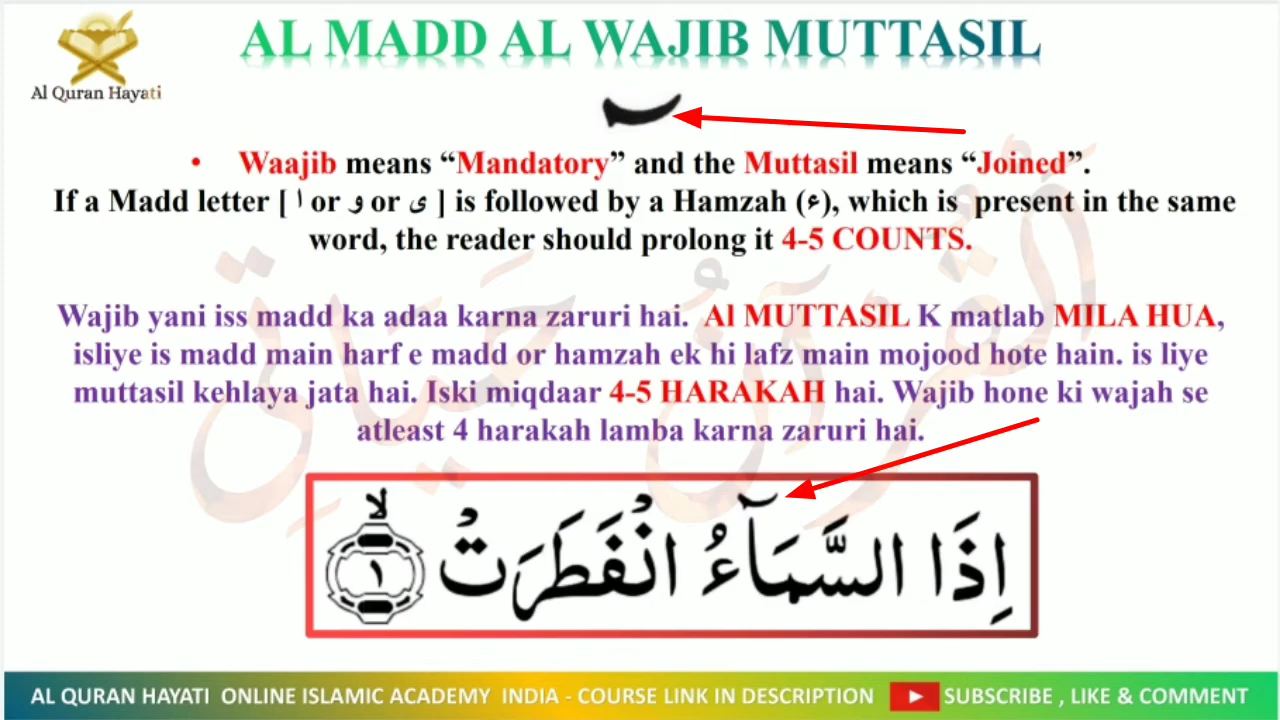 AL MADD AL WAJIB MUTTASIL
Al Quran Hayati
• Waajib means “Mandatory” and the Muttasil means “Joined”.
If a Madd letter [ ا or و or ى ] is followed by a Hamzah (ء), which is present in the same
word, the reader should prolong it 4-5 COUNTS.
Wajib yani iss madd ka adaa karna zaruri hai. Al MUTTASIL K matlab MILA HUA,
isliye is madd main harf e madd or hamzah ek hi lafz main mojood hote hain. is liye
muttasil kehlaya jata hai. Iski miqdaar 4-5 HARAKAH hai. Wajib hone ki wajah se
atleast 4 harakah lamba karna zaruri hai.
اِذَا السَّمَآءُ انْفَطَرَتْ ۙ‏ ١
القرآن حياتي
AL QURAN HAYATI ONLINE ISLAMIC ACADEMY INDIA - COURSE LINK IN DESCRIPTION SUBSCRIBE , LIKE & COMMENT